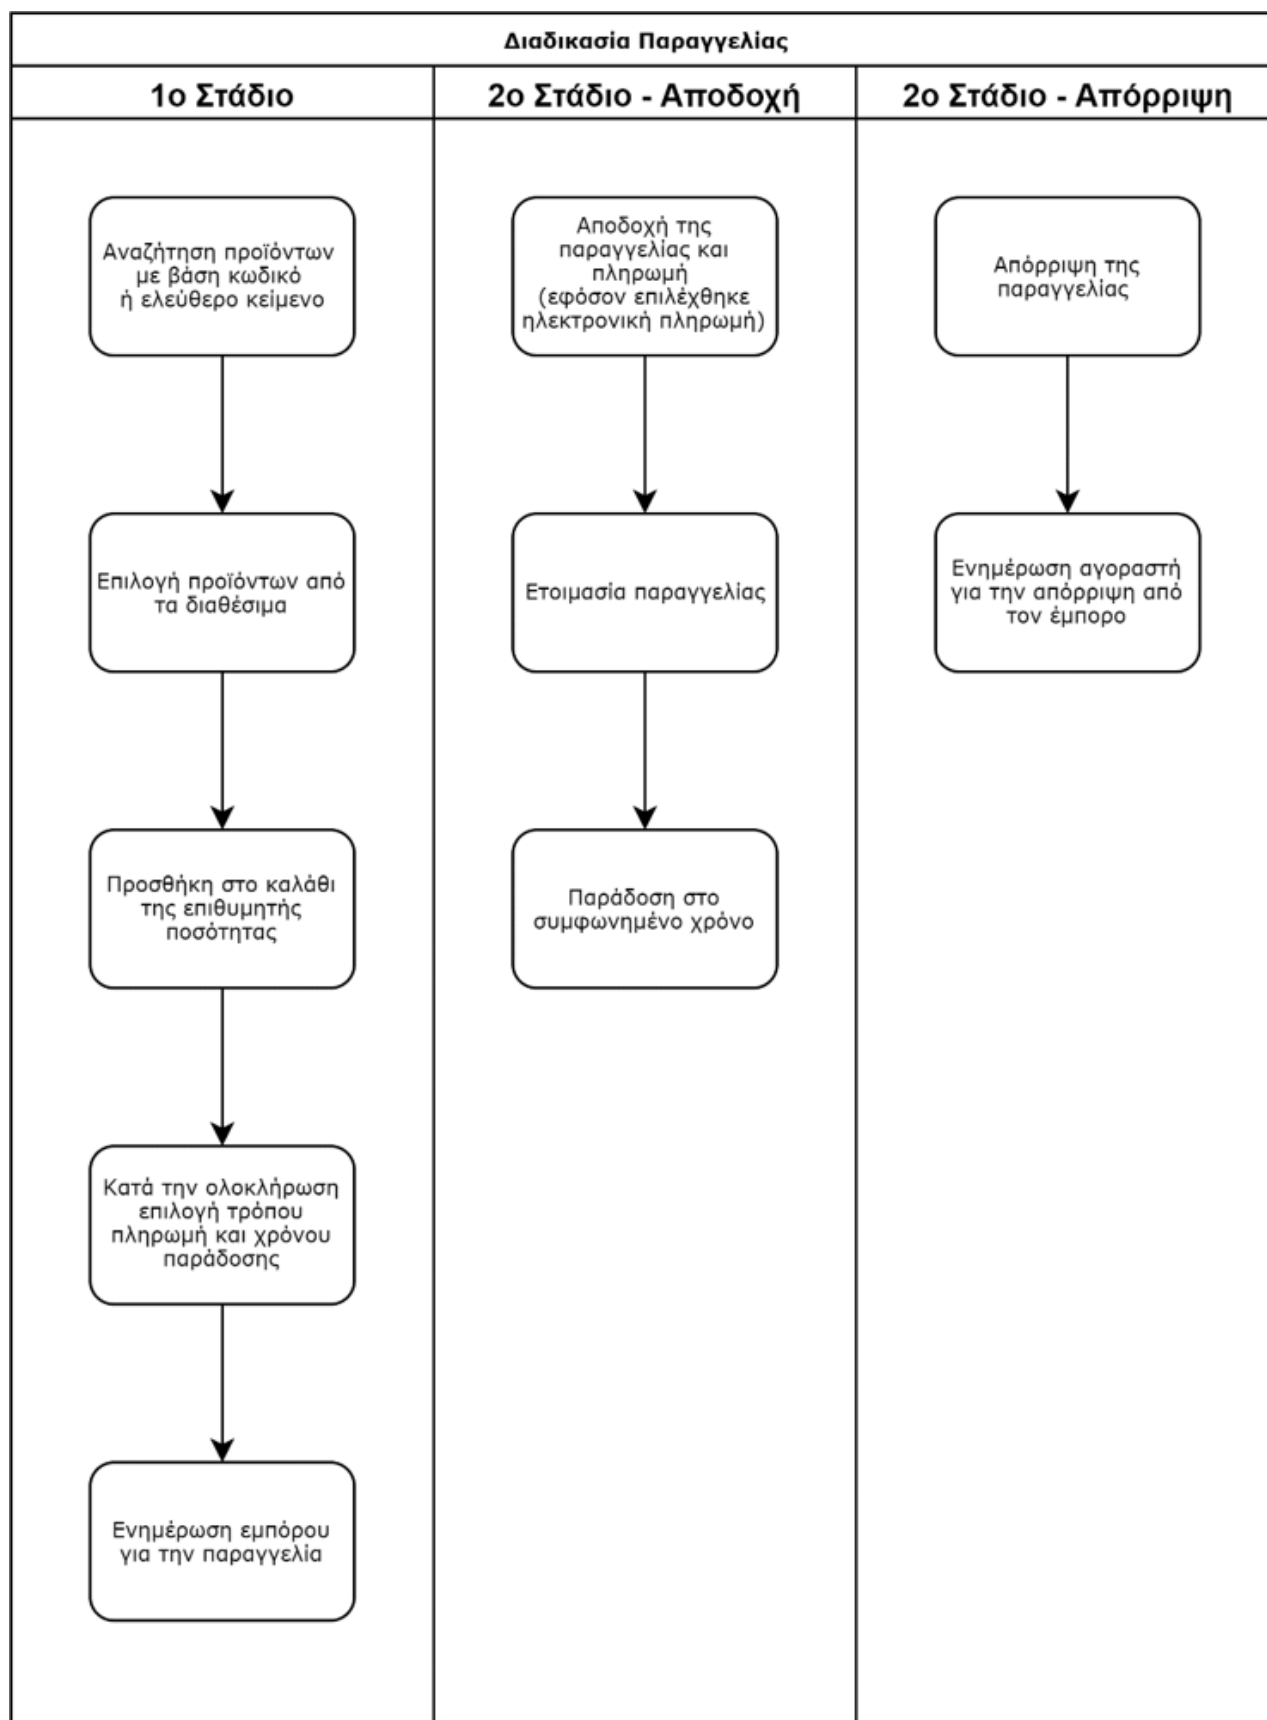 Διαδικασία Παραγγελίας
1ο Στάδιο
2ο Στάδιο - Αποδοχή
2ο Στάδιο - Απόρριψη
Αναζήτηση προϊόντων
με βάση κωδικό
ή ελεύθερο κείμενο
Επιλογή προϊόντων από
τα διαθέσιμα
Προσθήκη στο καλάθι
της επιθυμητής
ποσότητας
Κατά την ολοκλήρωση
επιλογή τρόπου
πληρωμή και χρόνου
παράδοσης
Ενημέρωση εμπόρου
για την παραγγελία
Αποδοχή της
παραγγελίας και
πληρωμή
(εφόσον επιλέχθηκε
ηλεκτρονική πληρωμή)
Ετοιμασία παραγγελίας
Παράδοση στο
συμφωνημένο χρόνο
Απόρριψη της
παραγγελίας
Ενημέρωση αγοραστή
για την απόρριψη από
τον έμπορο